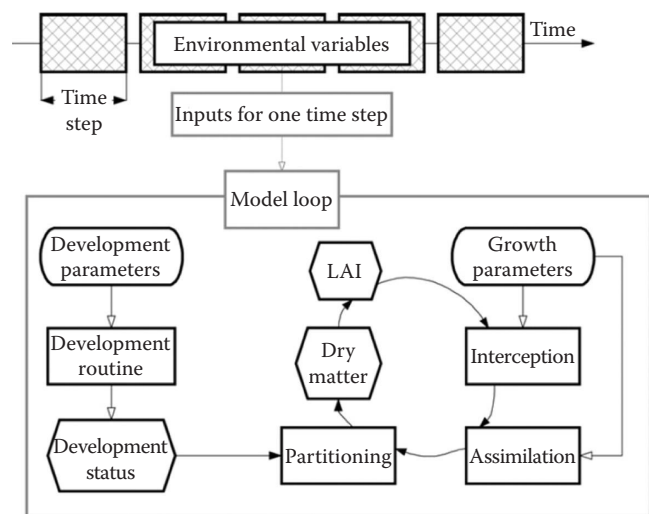 Environmental variables
Time
Time
step
Inputs for one time step
Model loop
Development
parameters
LAI
Growth
parameters
Development
routine
Dry
matter
Interception
Development
status
Partitioning
Assimilation